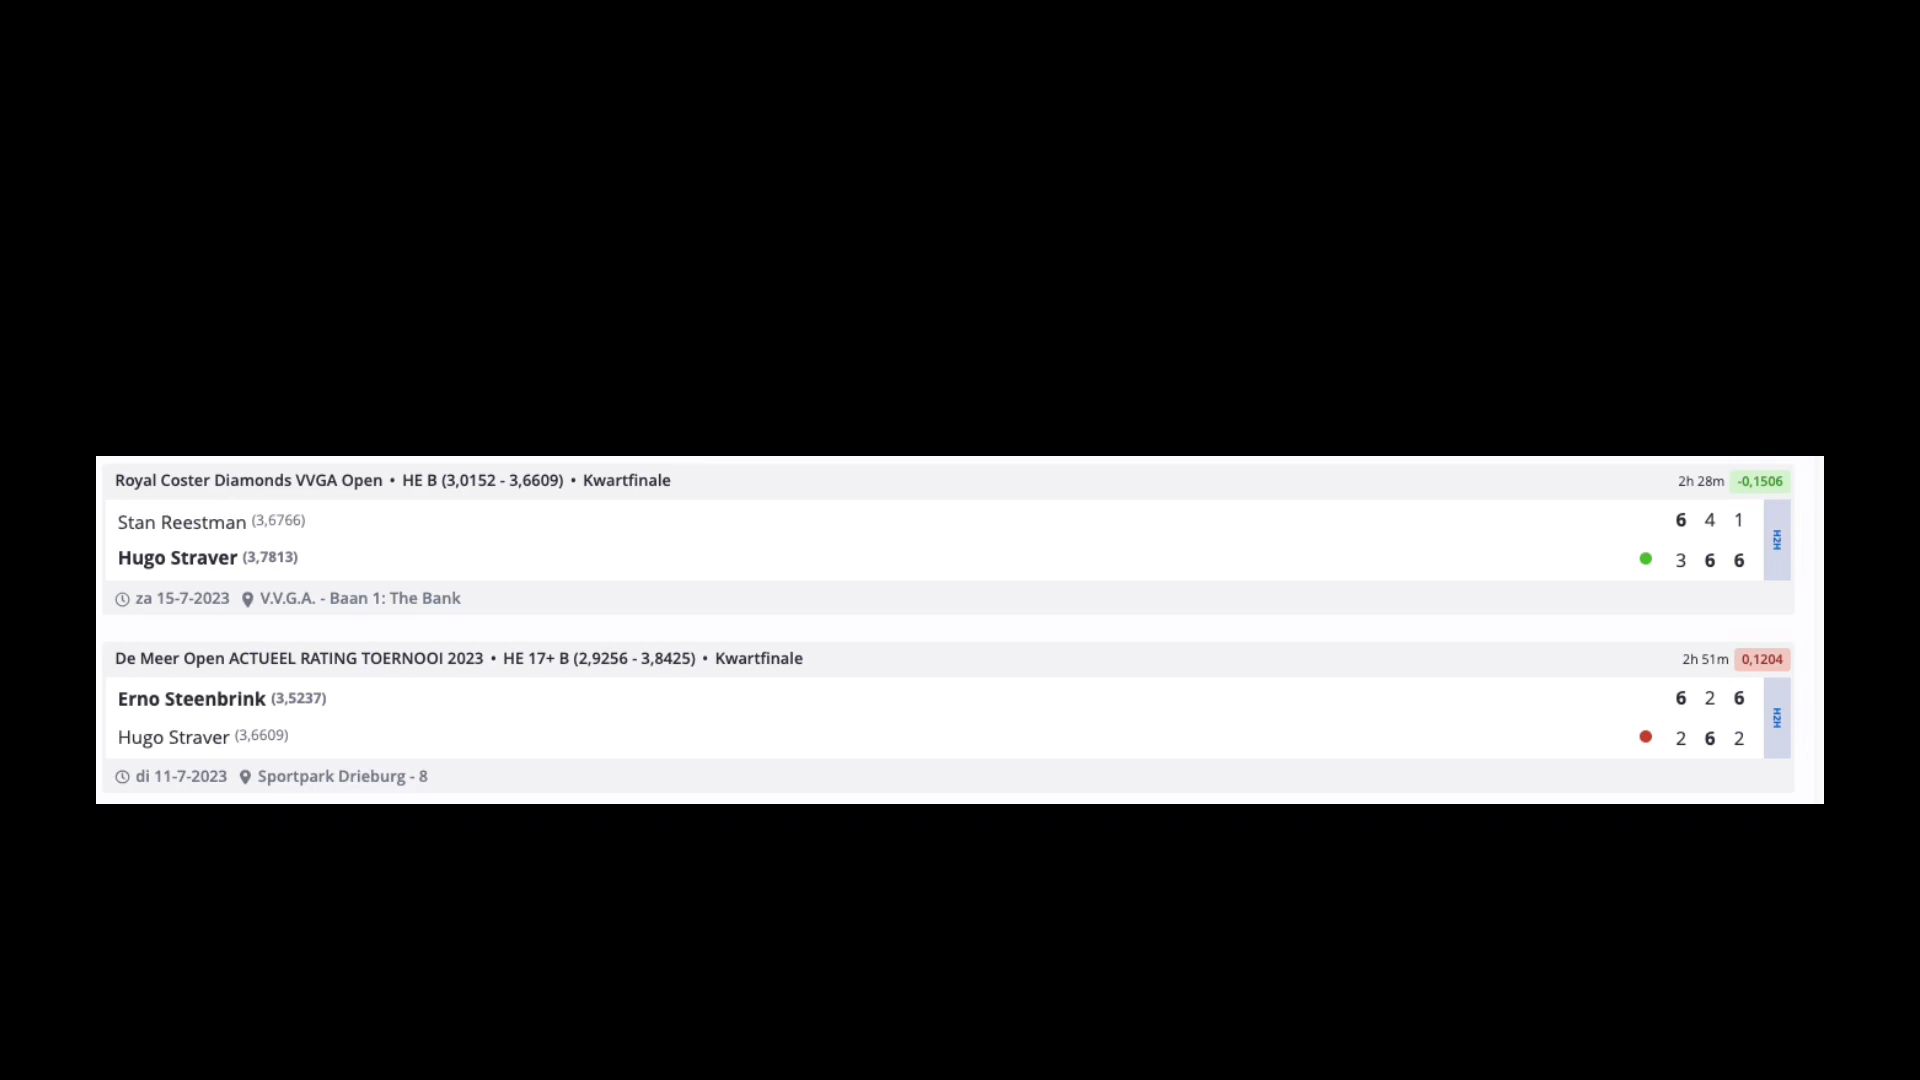 Royal Coster Diamonds VVGA Open • HE B (3,0152 - 3,6609) • Kwartfinale 2h 28m -0,1506
Stan Reestman (3,6766) 6 4 1
Hugo Straver (3,7813) 3 6 6
H2H
za 15-7-2023 V.V.G.A. - Baan 1: The Bank
De Meer Open ACTUEEL RATING TOERNOOI 2023 • HE 17+ B (2,9256 - 3,8425) • Kwartfinale 2h 51m 0,1204
Erno Steenbrink (3,5237) 6 2 6
Hugo Straver (3,6609) 2 6 2
H2H
di 11-7-2023 Sportpark Drieburg - 8